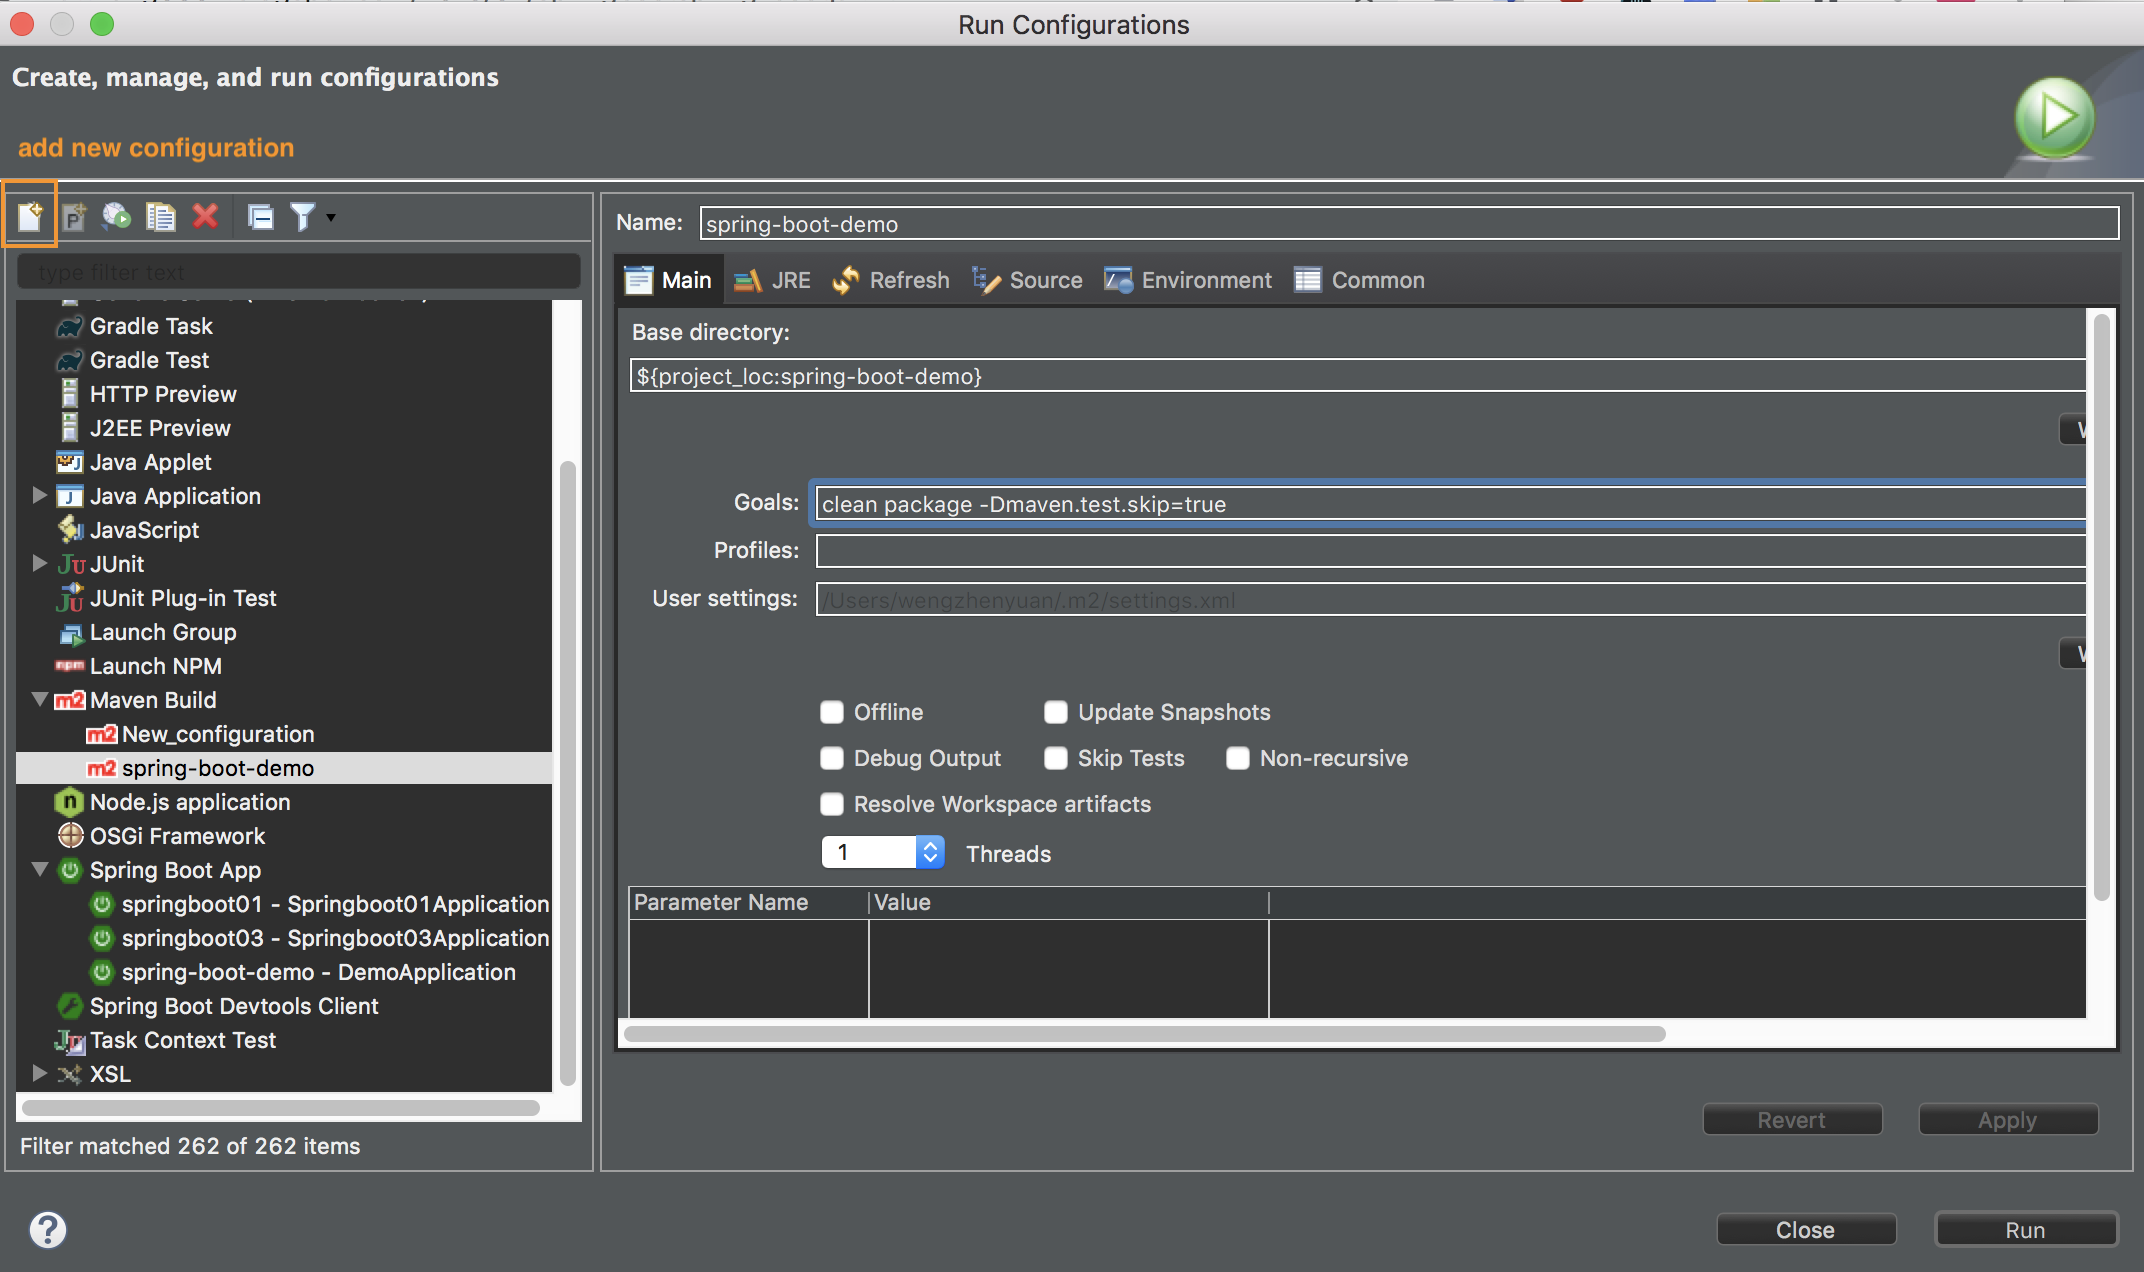 Run Configurations
Create, manage, and run configurations
add new configuration
type filter text
Gradle Task
Gradle Test
HTTP Preview
J2EE Preview
Java Applet
Java Application
JavaScript
JUnit
JUnit Plug-in Test
Launch Group
Launch NPM
Maven Build
New_configuration
spring-boot-demo
Node.js application
OSGi Framework
Spring Boot App
springboot01 - Springboot01Application
springboot03 - Springboot03Application
spring-boot-demo - DemoApplication
Spring Boot Devtools Client
Task Context Test
XSL
Filter matched 262 of 262 items
Name: spring-boot-demo
Main JRE Refresh Source Environment Common
Base directory:
${project_loc:spring-boot-demo}
Goals: clean package -Dmaven.test.skip=true
Profiles:
User settings: /Users/wengzhenyuan/.m2/settings.xml
Offline Update Snapshots
Debug Output Skip Tests Non-recursive
Resolve Workspace artifacts
1 Threads
Parameter Name Value
Revert Apply
Close Run